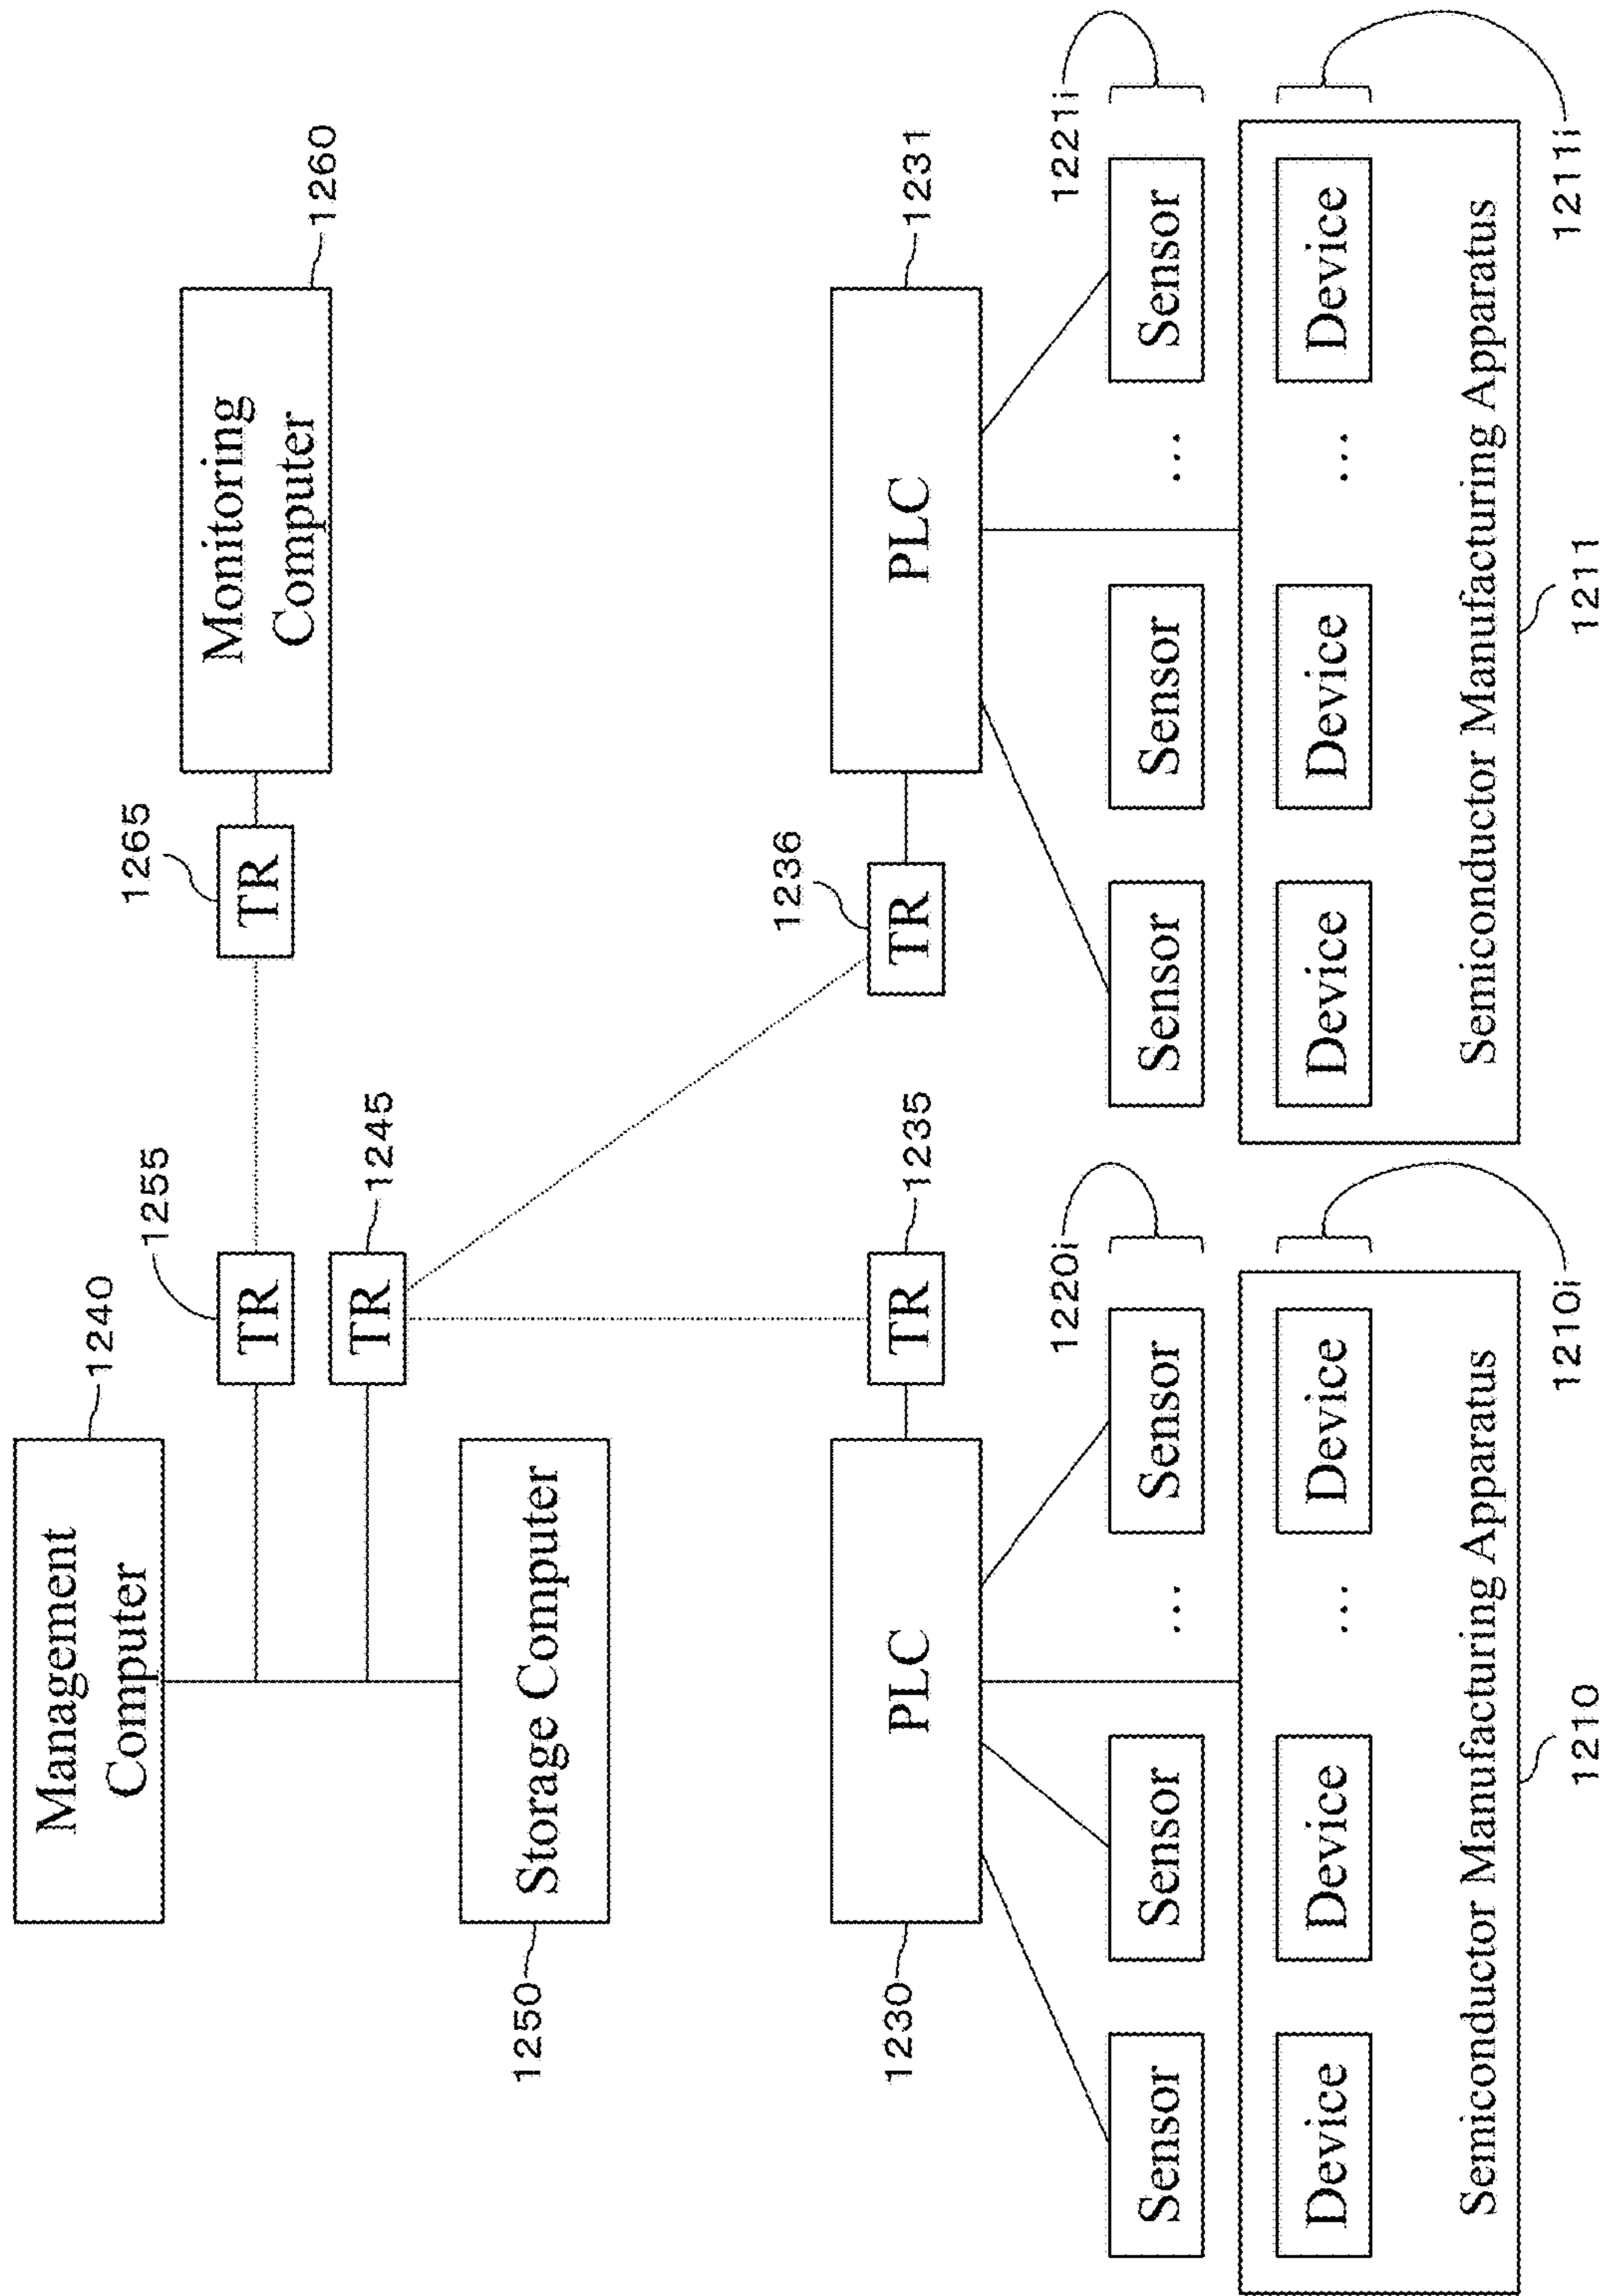 1240
Management
Computer
1255
TR
1265
TR
Monitoring
Computer
1260
1245
TR
1250
Storage Computer
1230
PLC
TR
1235
1236
TR
PLC
1231
Sensor
Sensor
...
Sensor
1220i
Sensor
Sensor
...
Sensor
1221i
Device
Device
...
Device
Device
Device
...
Device
Semiconductor Manufacturing Apparatus
Semiconductor Manufacturing Apparatus
1210
1210i
1211
1211i